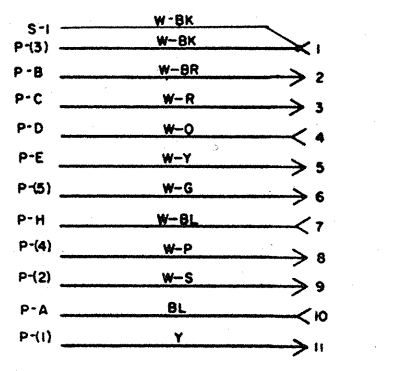 S-1 W-BK
P-(3) W-BK 1
P-B W-BR 2
P-C W-R 3
P-D W-O 4
P-E W-Y 5
P-(5) W-G 6
P-H W-BL 7
P-(4) W-P 8
P-(2) W-S 9
P-A BL 10
P-(1) Y 11